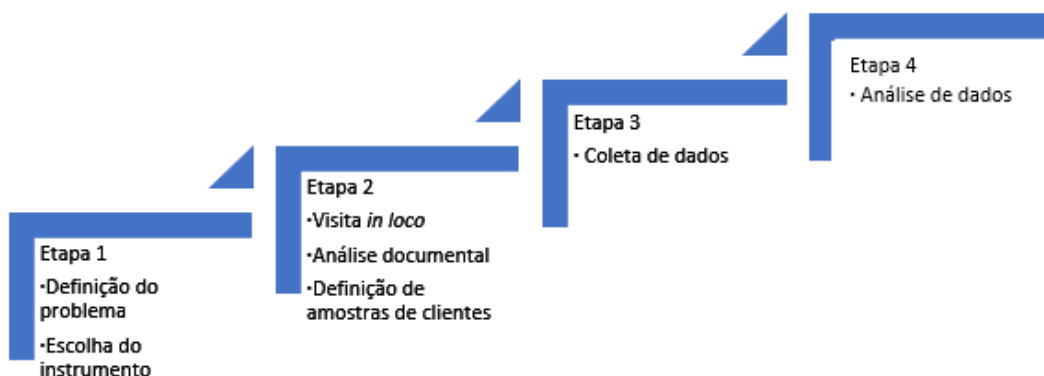 Etapa 1
·Definição do
problema
·Escolha do
instrumento
Etapa 2
·Visita in loco
·Análise documental
·Definição de
amostras de clientes
Etapa 3
· Coleta de dados
Etapa 4
· Análise de dados